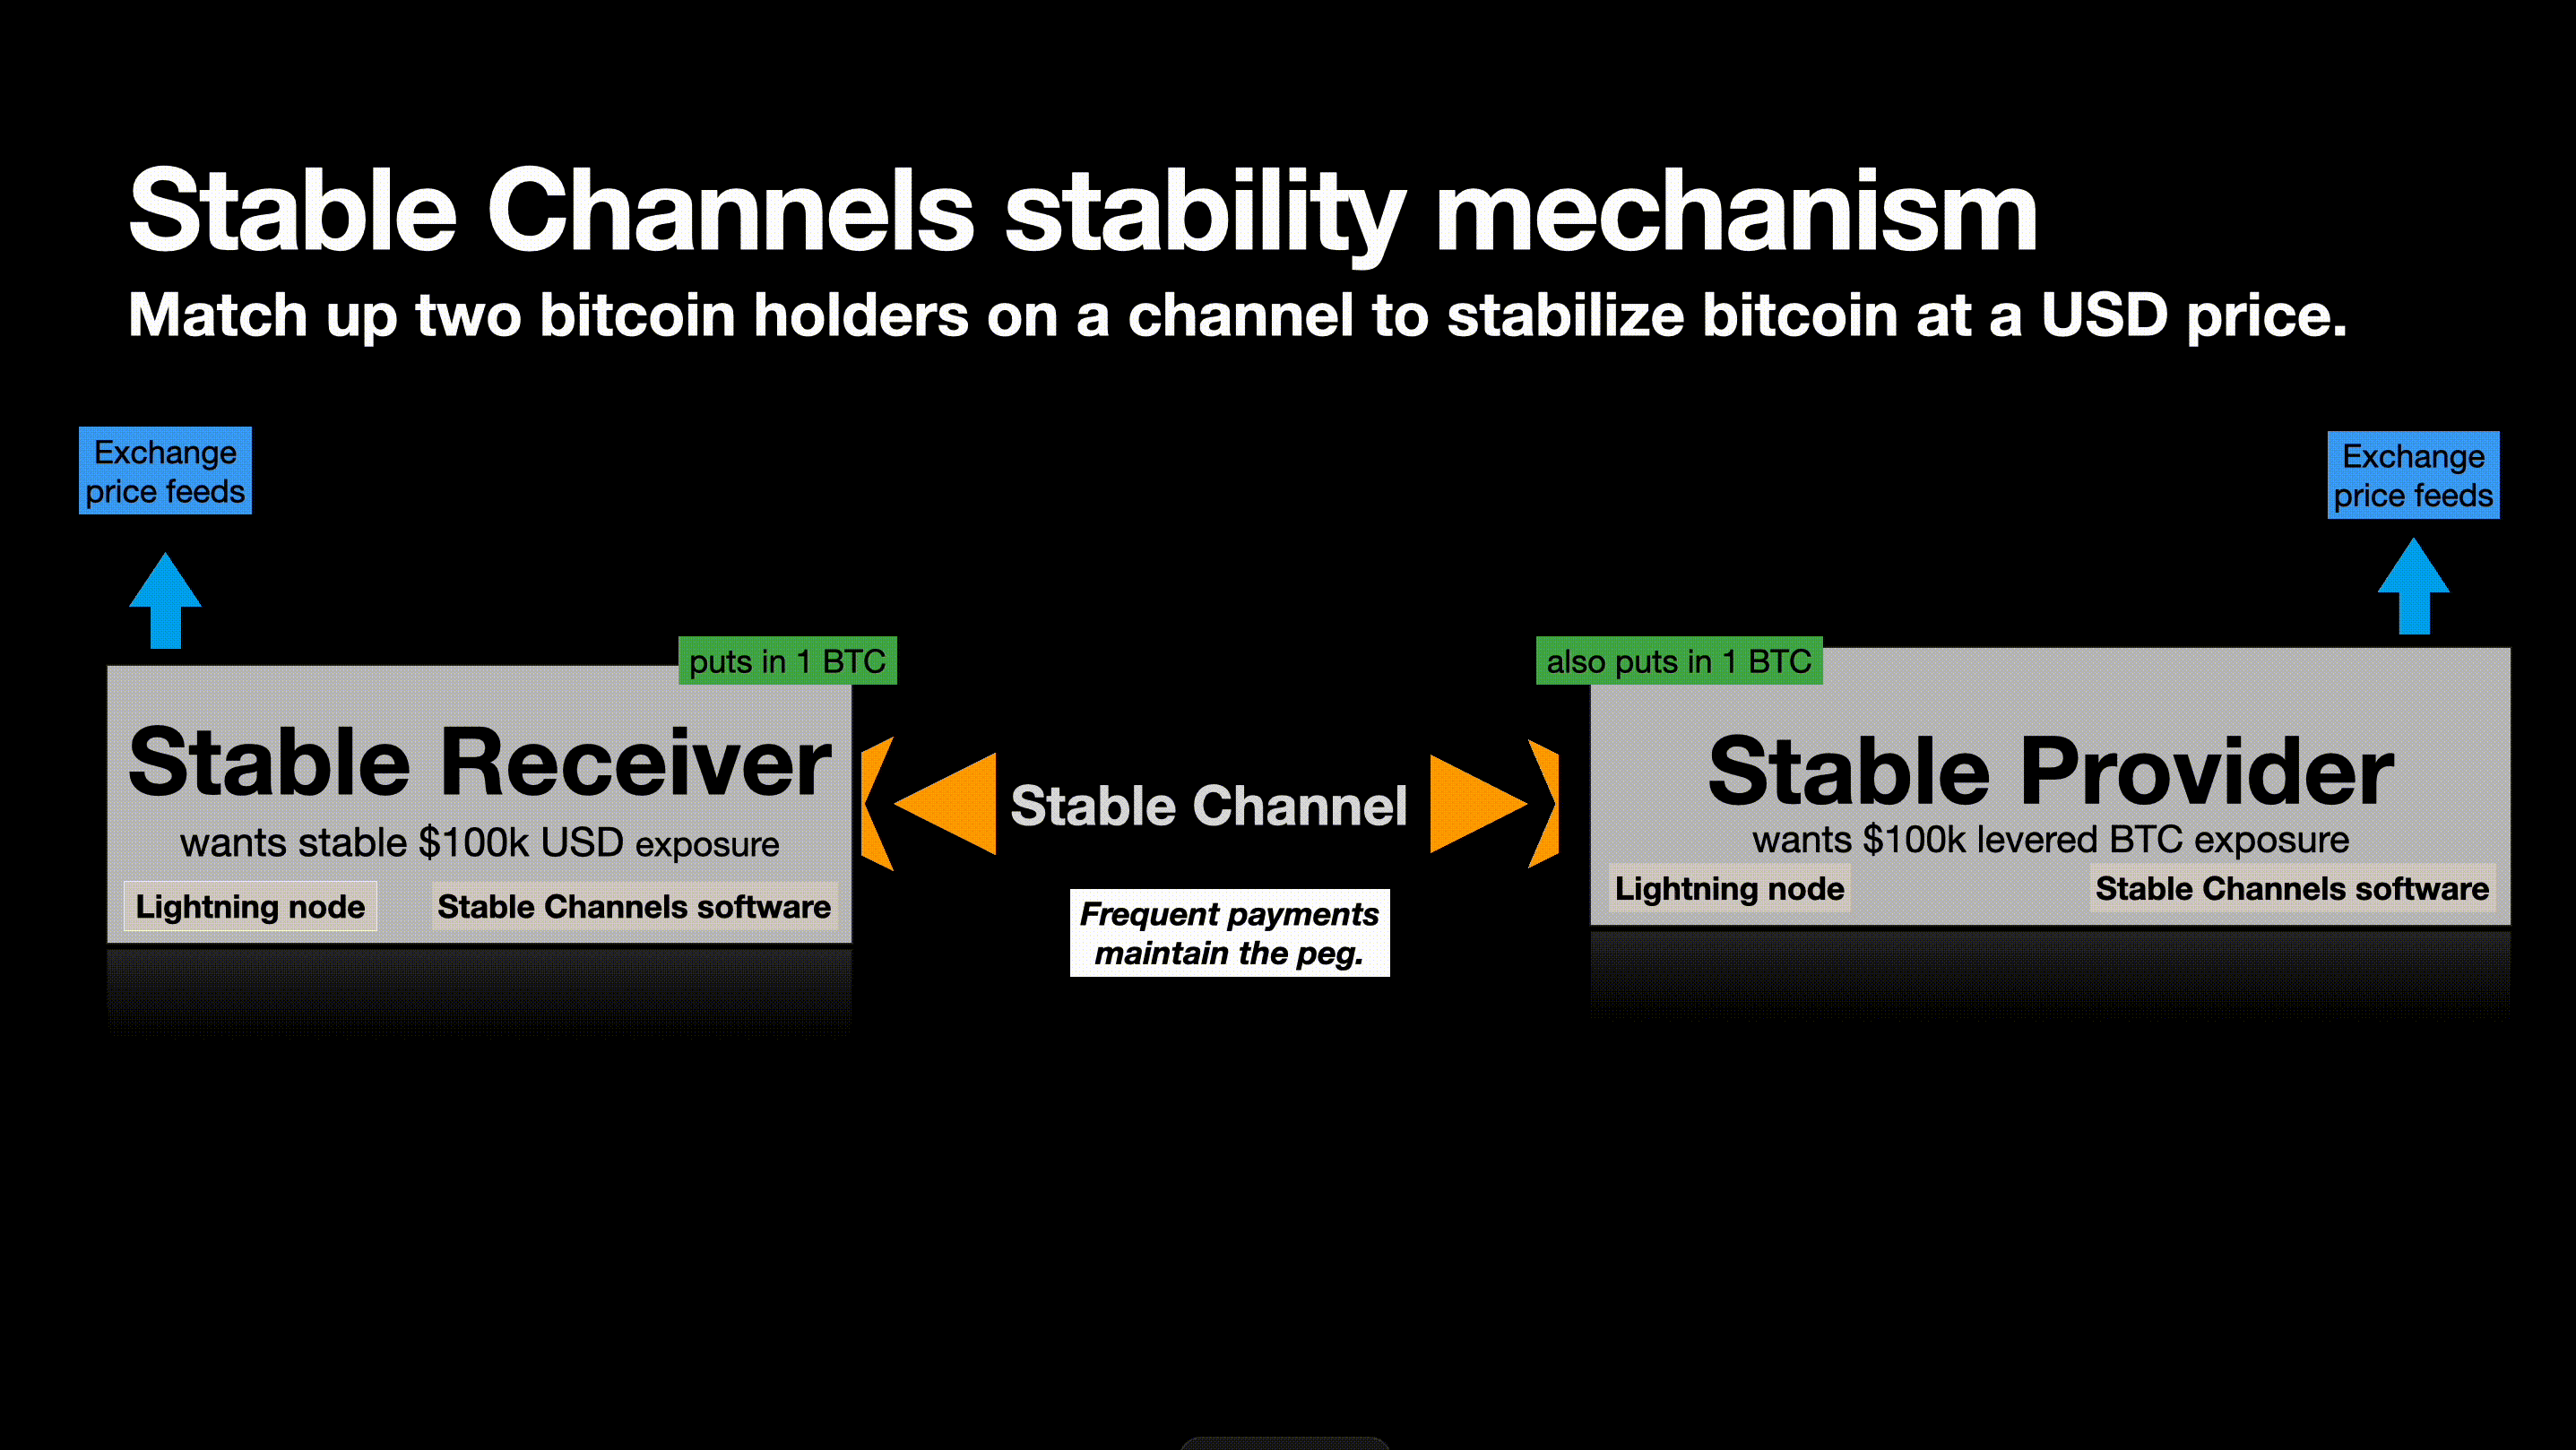 Stable Channels stability mechanism
Match up two bitcoin holders on a channel to stabilize bitcoin at a USD price.
Exchange
price feeds
Exchange
price feeds
puts in 1 BTC
also puts in 1 BTC
Stable Receiver
wants stable $100k USD exposure
Lightning node
Stable Channels software
Stable Channel
Frequent payments
maintain the peg.
Stable Provider
wants $100k levered BTC exposure
Lightning node
Stable Channels software